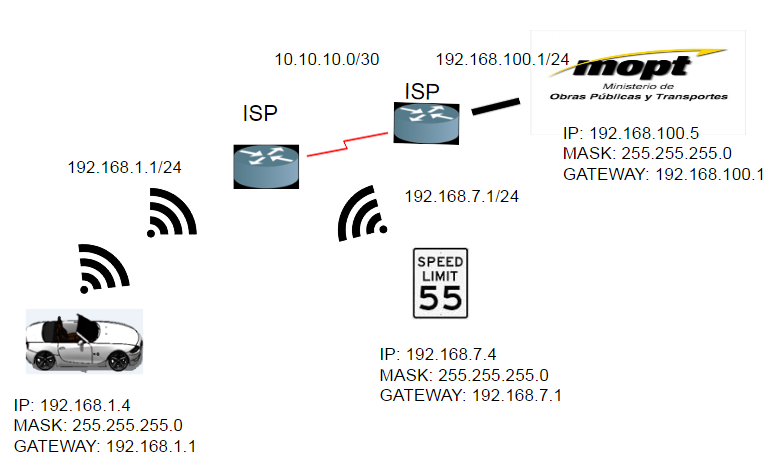 10.10.10.0/30
192.168.100.1/24
ISP
ISP
mopt
Ministerio de
Obras Públicas y Transportes
IP: 192.168.100.5
MASK: 255.255.255.0
GATEWAY: 192.168.100.1
192.168.1.1/24
192.168.7.1/24
SPEED
LIMIT
55
IP: 192.168.7.4
MASK: 255.255.255.0
GATEWAY: 192.168.7.1
IP: 192.168.1.4
MASK: 255.255.255.0
GATEWAY: 192.168.1.1